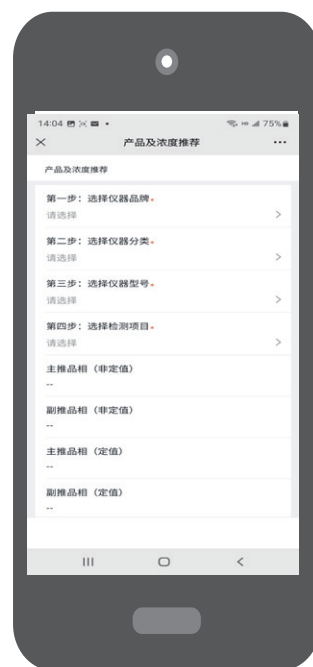 14:04
75%
产品及浓度推荐
产品及浓度推荐
第一步：选择仪器品牌
请选择
第二步：选择仪器分类
请选择
第三步：选择仪器型号
请选择
第四步：选择检测项目
请选择
主推品相（非定值）
--
副推品相（非定值）
--
主推品相（定值）
--
副推品相（定值）
--